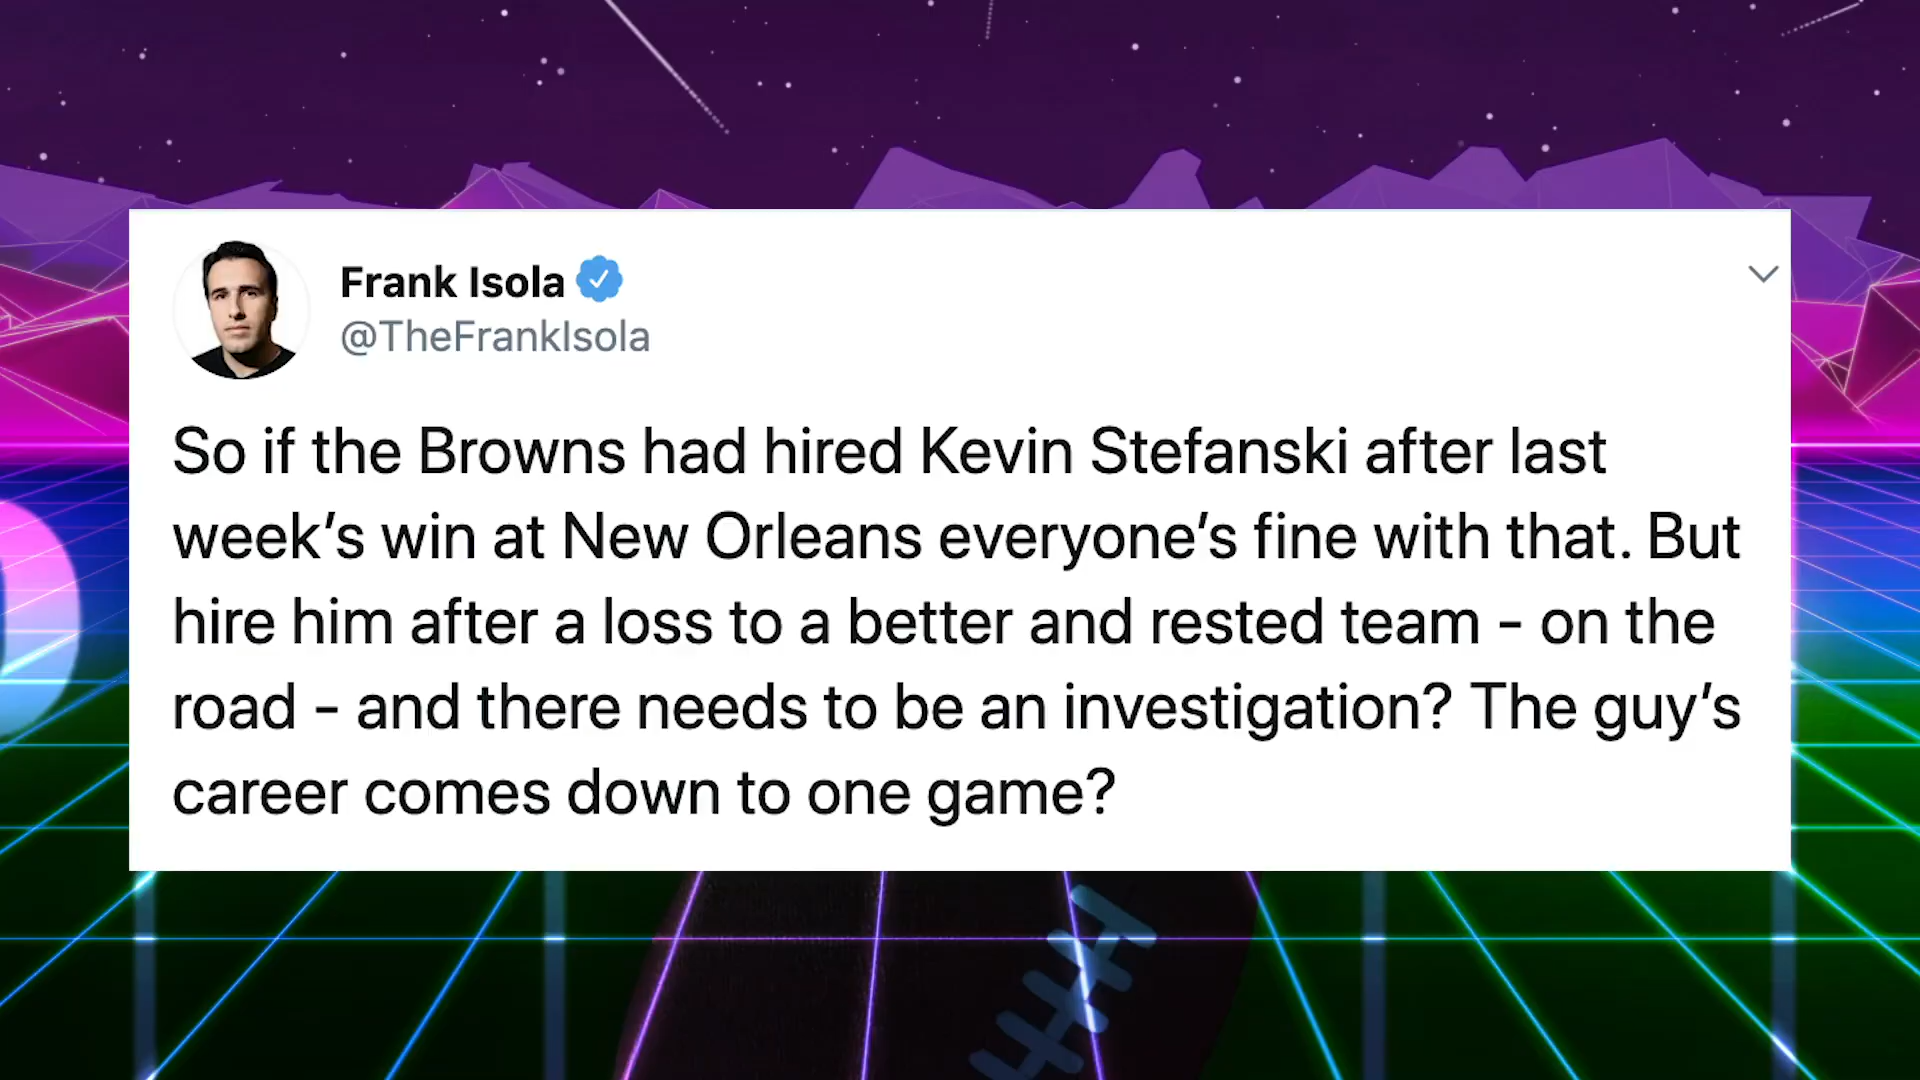 Frank Isola
@TheFrankIsola
So if the Browns had hired Kevin Stefanski after last
week’s win at New Orleans everyone’s fine with that. But
hire him after a loss to a better and rested team - on the
road - and there needs to be an investigation? The guy’s
career comes down to one game?